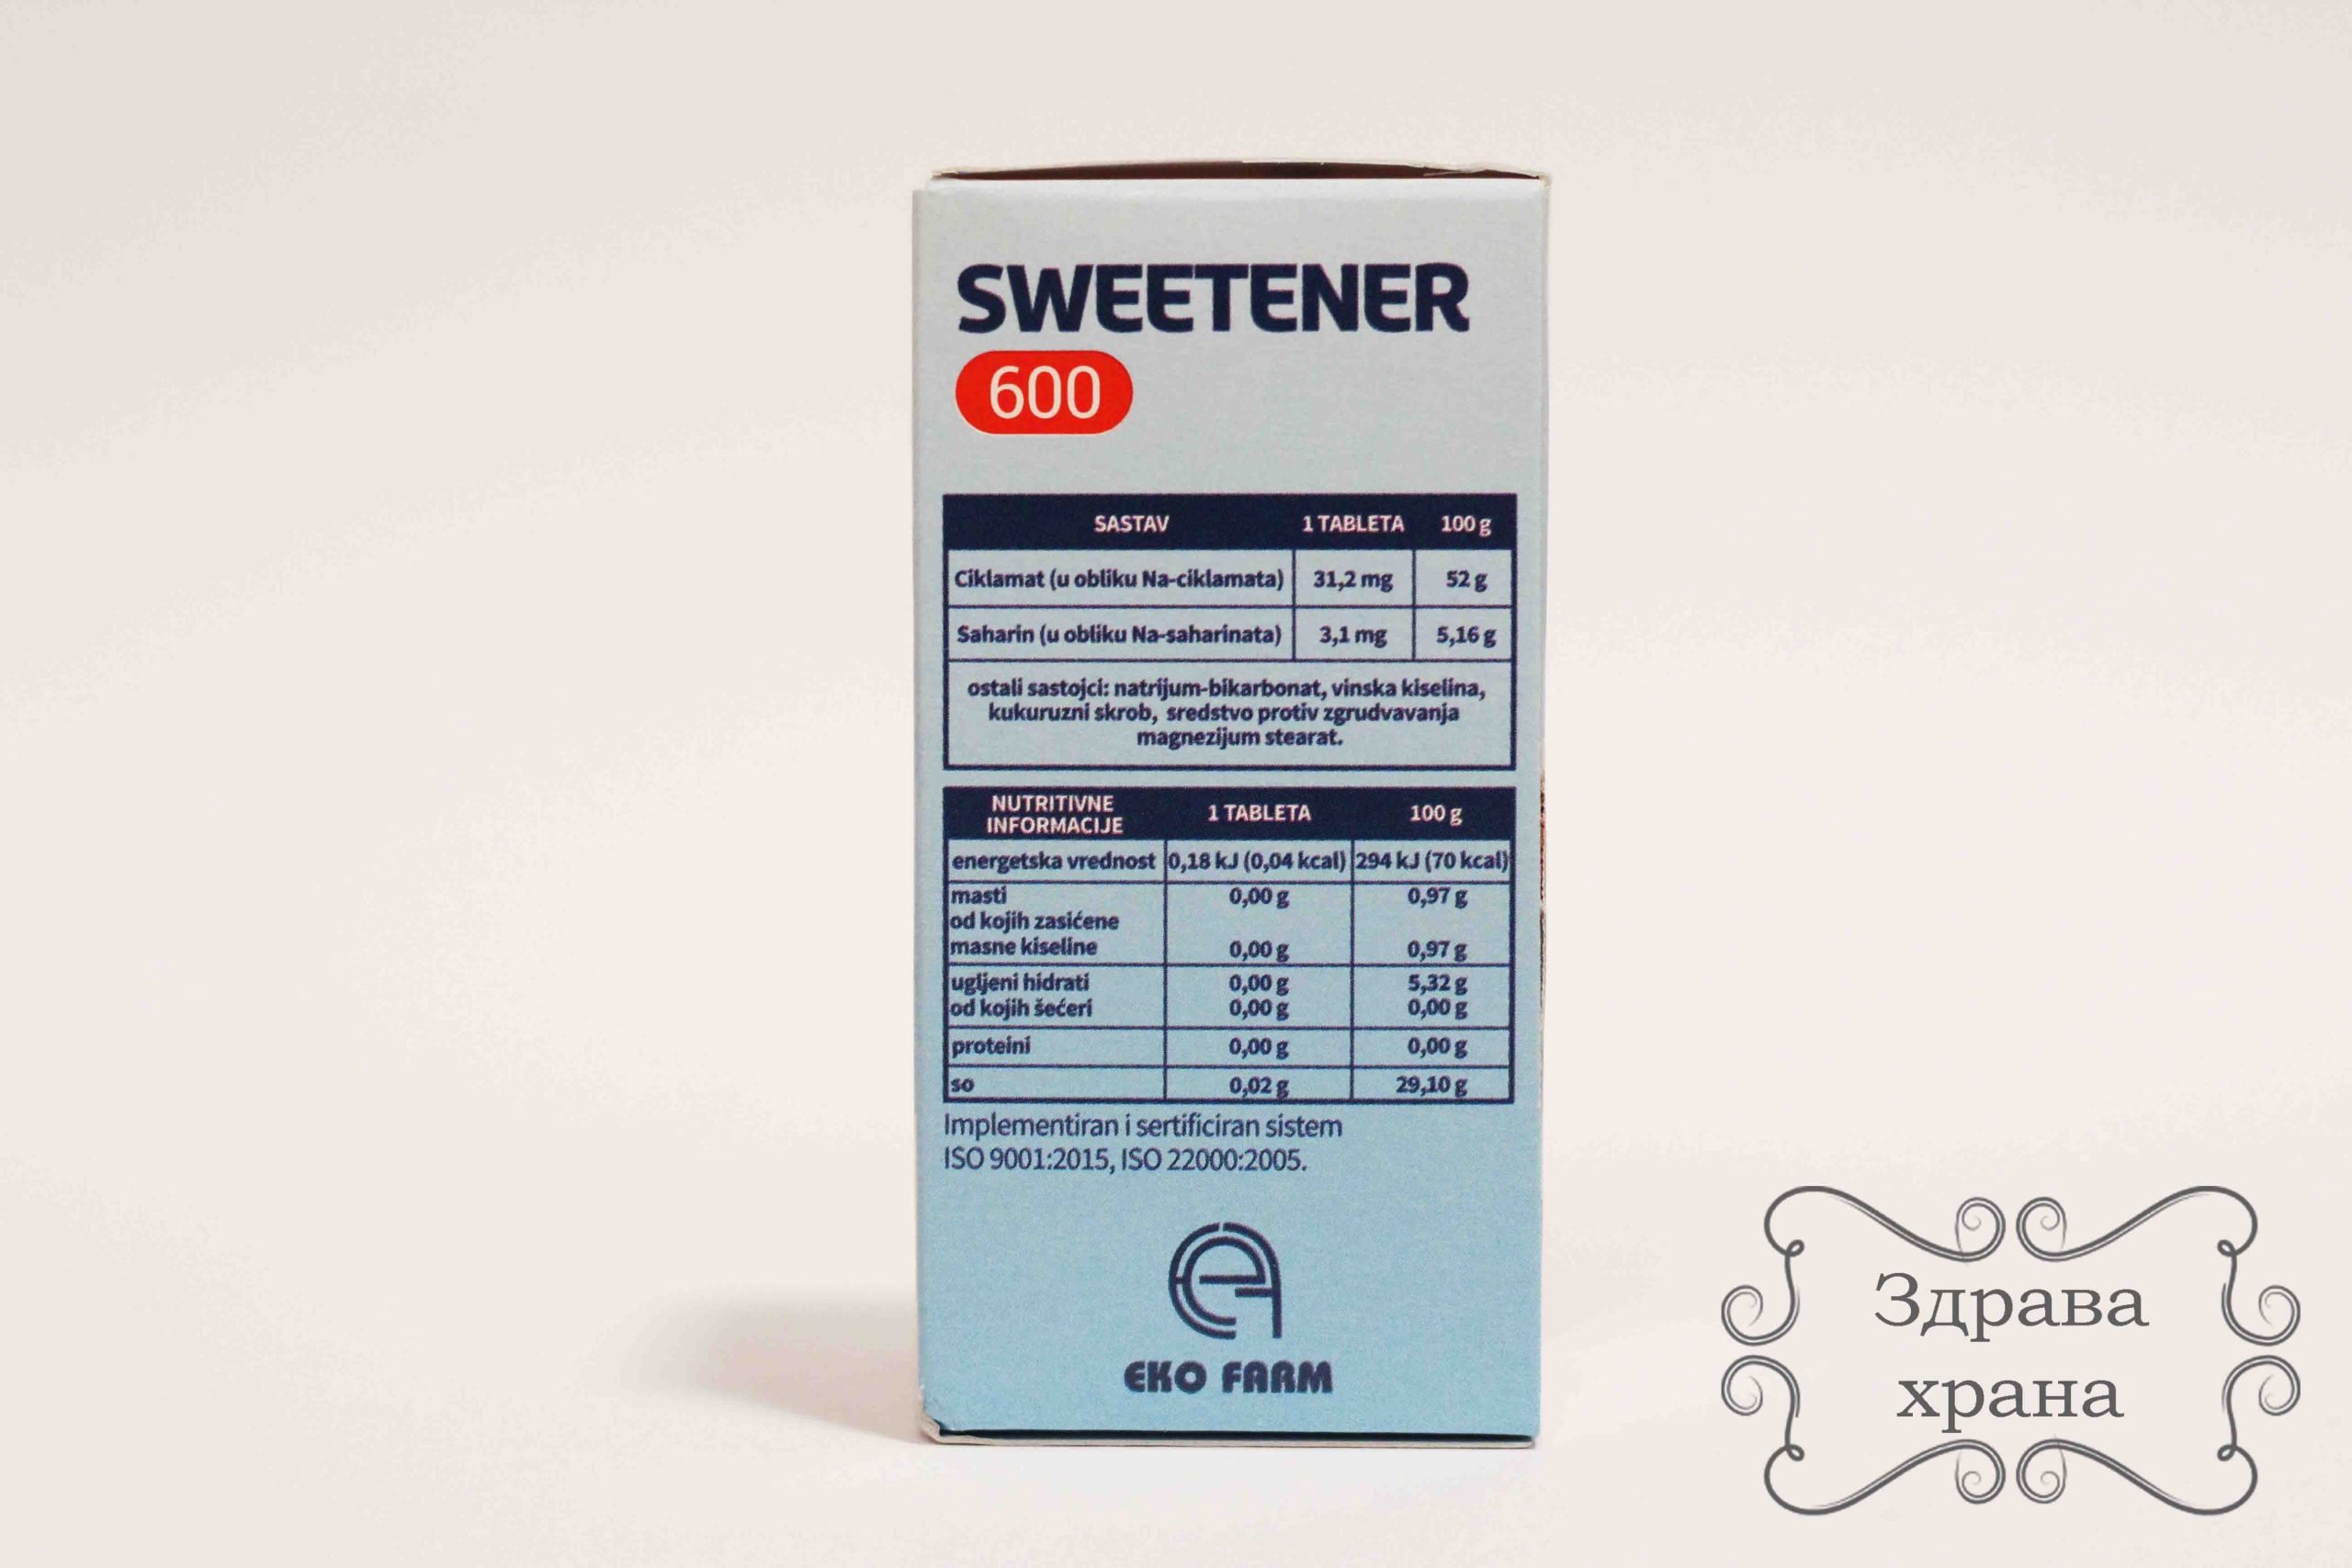 SWEETENER
600
SASTAV 1 TABLETA 100 g
Ciklamat (u obliku Na-ciklamata) 31,2 mg 52 g
Saharin (u obliku Na-saharinata) 3,1 mg 5,16 g
ostali sastojci: natrijum-bikarbonat, vinska kiselina,
kukuruzni skrob, sredstvo protiv zgrudvavanja
magnezijum stearat.
NUTRITIVNE
INFORMACIJE 1 TABLETA 100 g
energetska vrednost 0,18 kJ (0,04 kcal) 294 kJ (70 kcal)
masti 0,00 g 0,97 g
od kojih zasićene
masne kiseline 0,00 g 0,97 g
ugljeni hidrati 0,00 g 5,32 g
od kojih šećeri 0,00 g 0,00 g
proteini 0,00 g 0,00 g
so 0,02 g 29,10 g
Implementiran i sertificiran sistem
ISO 9001:2015, ISO 22000:2005.
EKO FARM
Здрава
храна